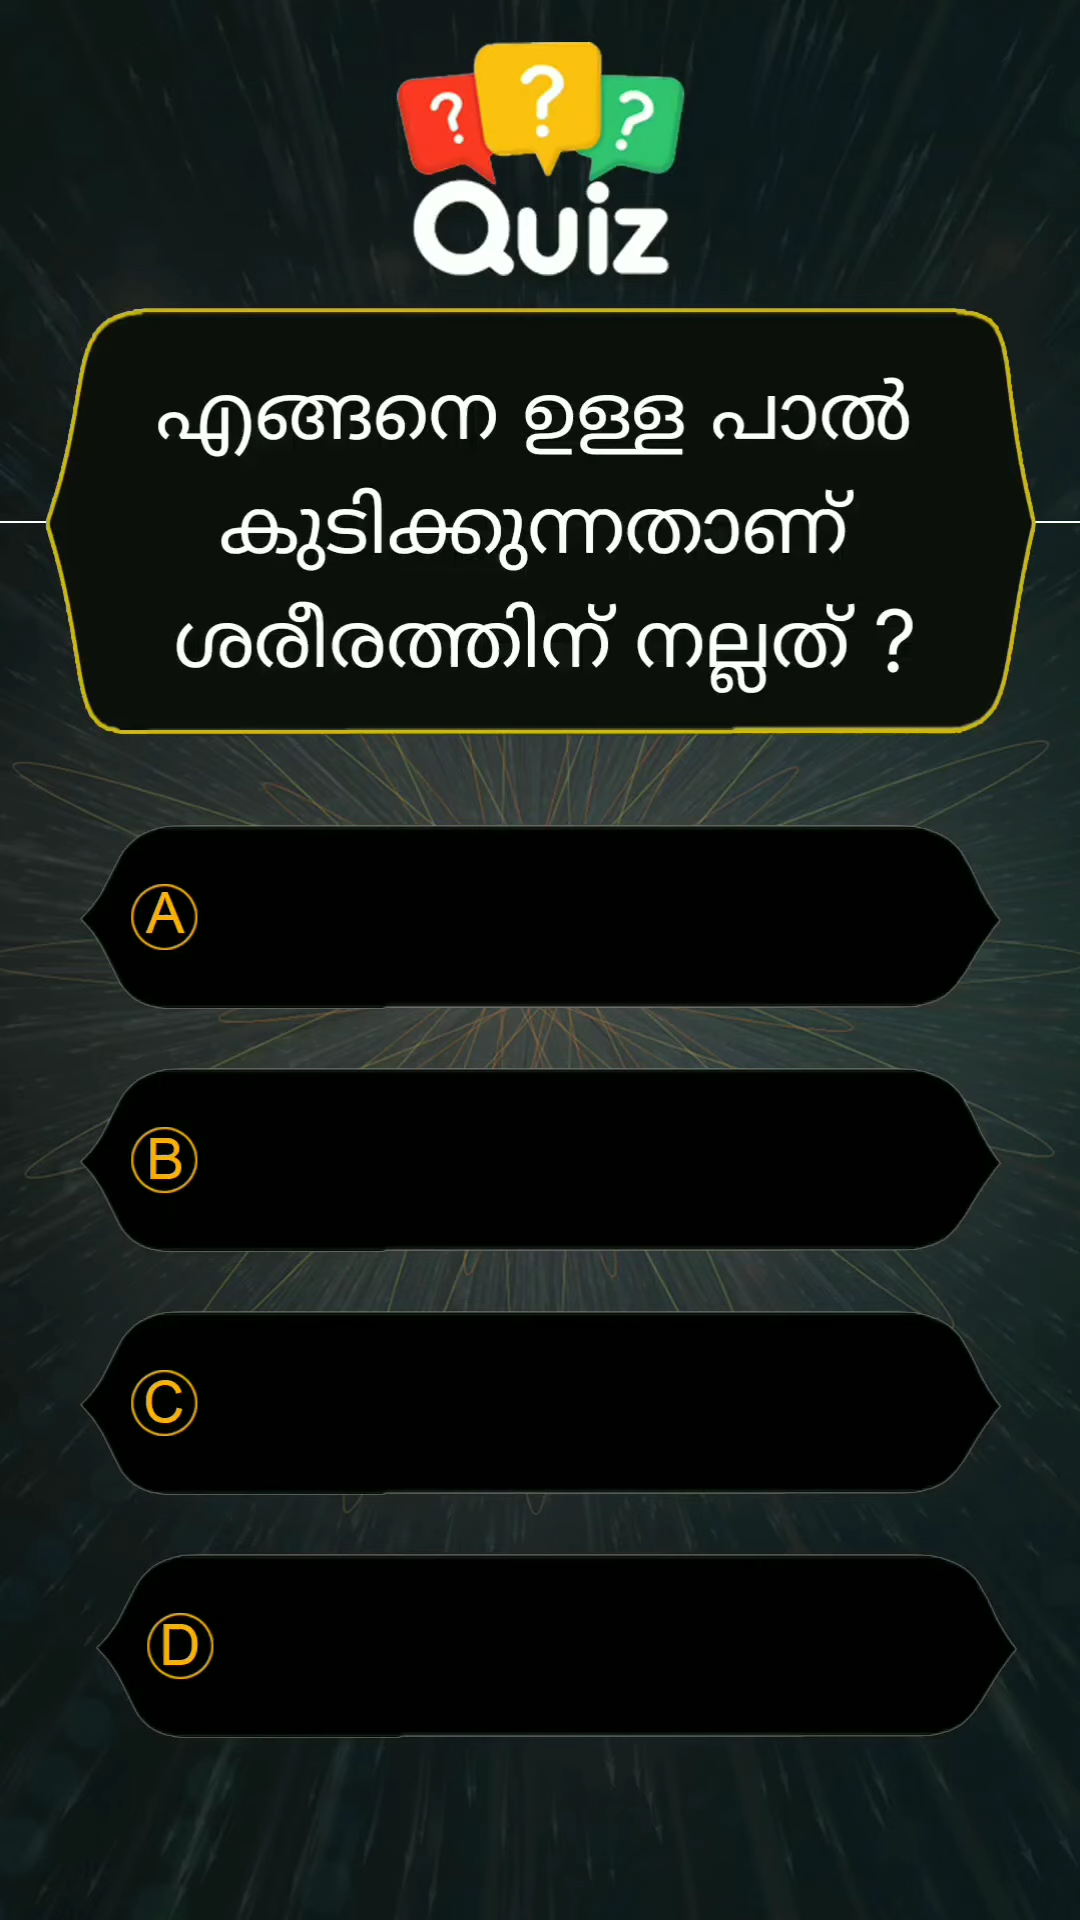 ? ? ?
Quiz
എങ്ങനെ ഉള്ള പാൽ
കുടിക്കുന്നതാണ്
ശരീരത്തിന് നല്ലത് ?
A
B
C
D